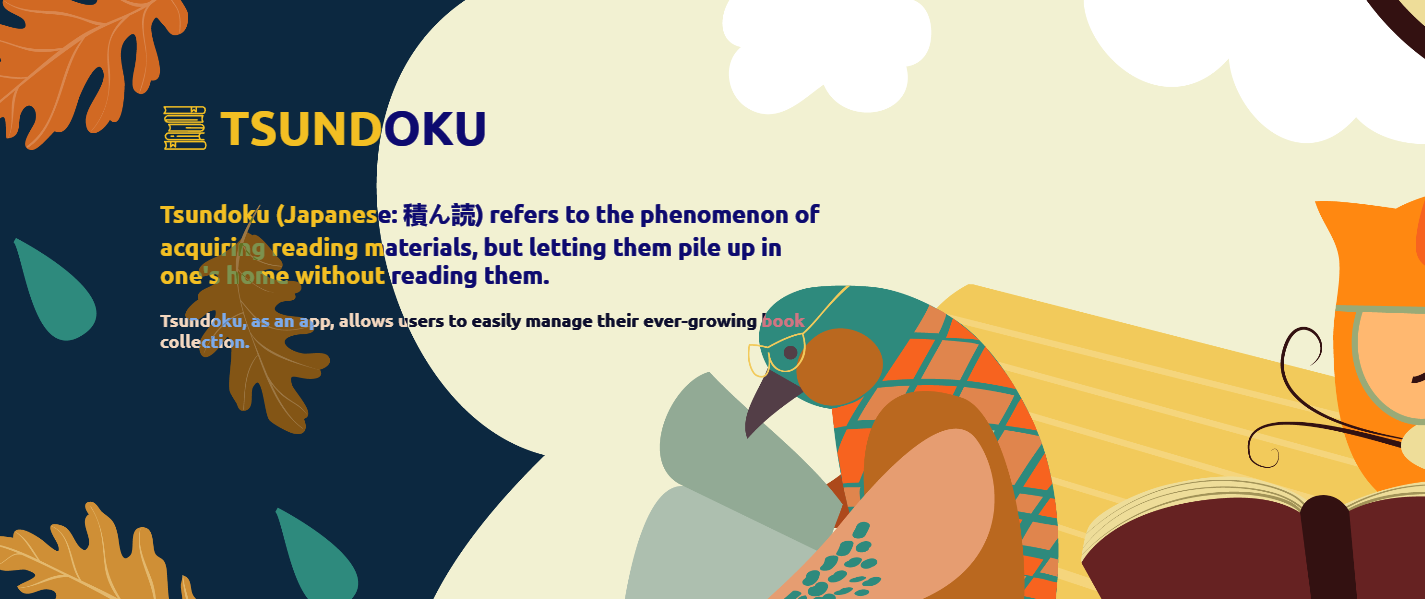 TSUNDOKU
Tsundoku (Japanese: 積ん読) refers to the phenomenon of
acquiring reading materials, but letting them pile up in
one's home without reading them.
Tsundoku, as an app, allows users to easily manage their ever-growing book
collection.